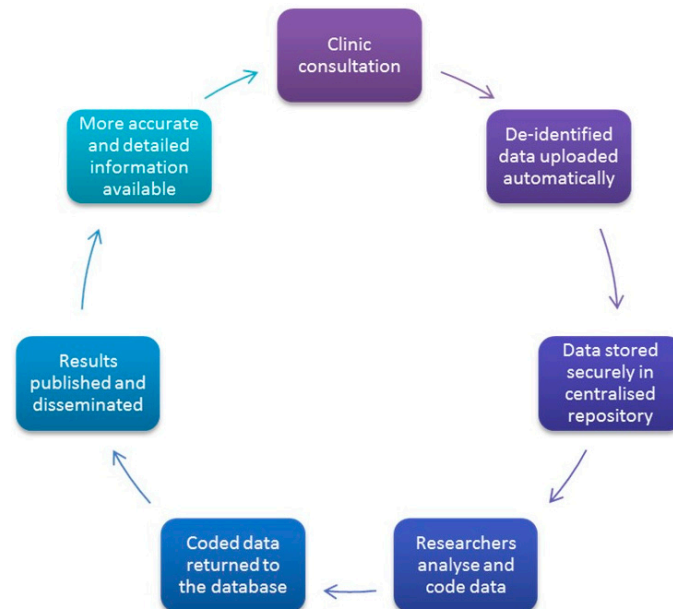 Clinic
consultation
De-identified
data uploaded
automatically
Data stored
securely in
centralised
repository
Researchers
analyse and
code data
Coded data
returned to
the database
Results
published and
disseminated
More accurate
and detailed
information
available